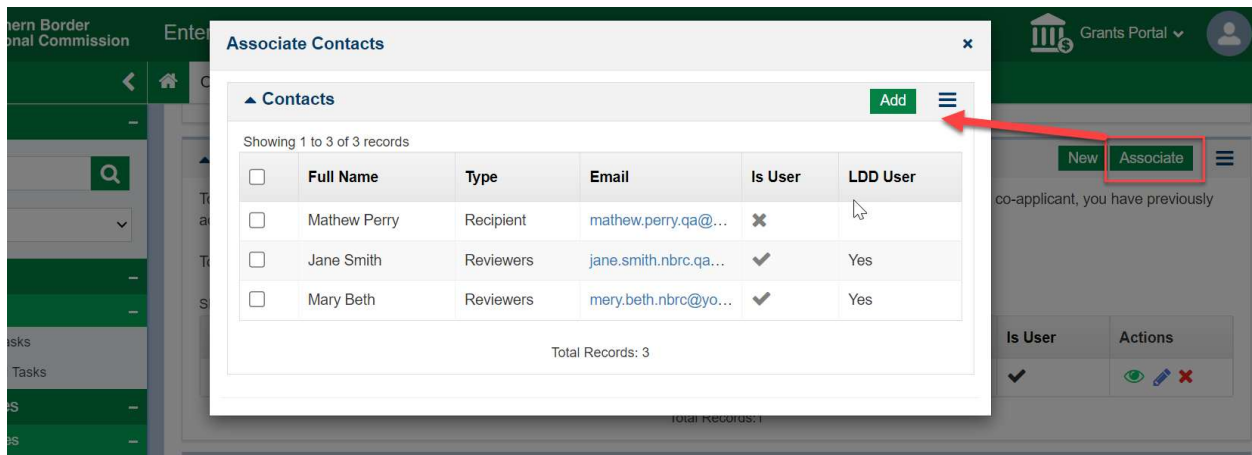 hern Border
onal Commission
Enter
Grants Portal
Associate Contacts
×
Contacts
Add
Showing 1 to 3 of 3 records
Full Name Type Email Is User LDD User
Mathew Perry Recipient mathew.perry.qa@...
Jane Smith Reviewers jane.smith.nbrc.qa... Yes
Mary Beth Reviewers mery.beth.nbrc@yo... Yes
Total Records: 3
New Associate
co-applicant, you have previously
Is User Actions
asks
Tasks
es
es
Total Records:1